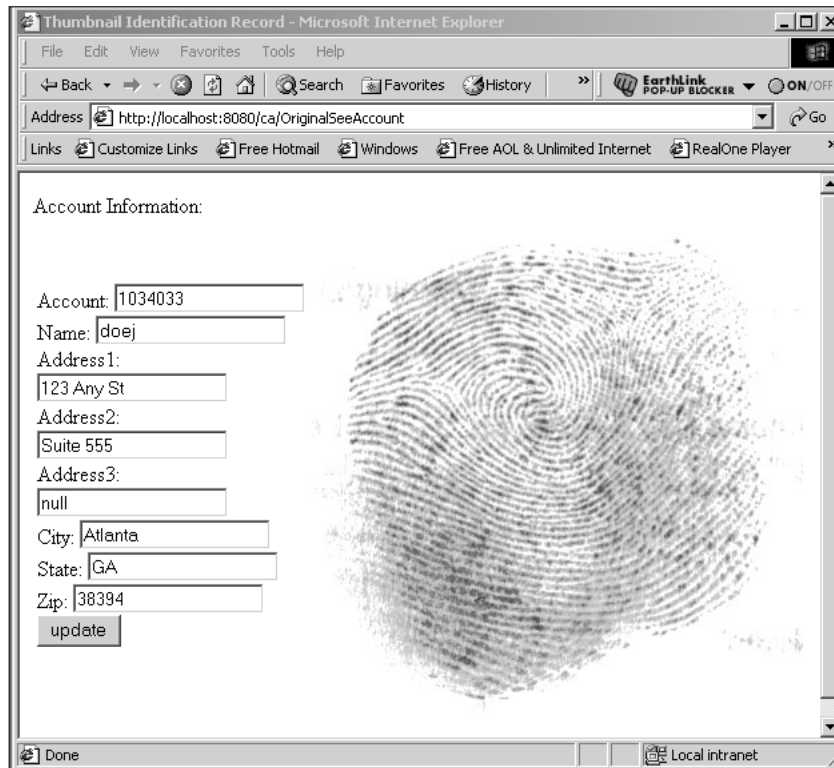 Thumbnail Identification Record - Microsoft Internet Explorer
File Edit View Favorites Tools Help
Back Search Favorites History » EarthLink POP-UP BLOCKER ON/OFF
Address http://localhost:8080/ca/OriginalSeeAccount Go
Links Customize Links Free Hotmail Windows Free AOL & Unlimited Internet RealOne Player »
Account Information:
Account: 1034033
Name: doej
Address1:
123 Any St
Address2:
Suite 555
Address3:
null
City: Atlanta
State: GA
Zip: 38394
update
Done Local intranet